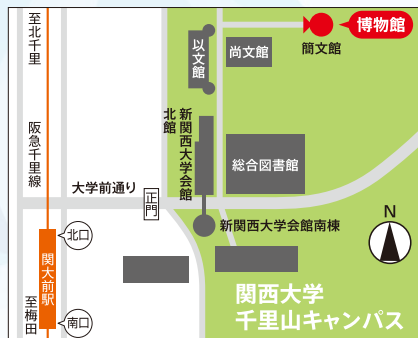 至北千里
阪急千里線
大学前通り
正門
北口
関大前駅
南口
至梅田
以文館
尚文館
簡文館
博物館
新関西大学会館
北館
総合図書館
新関西大学会館南棟
N
関西大学
千里山キャンパス